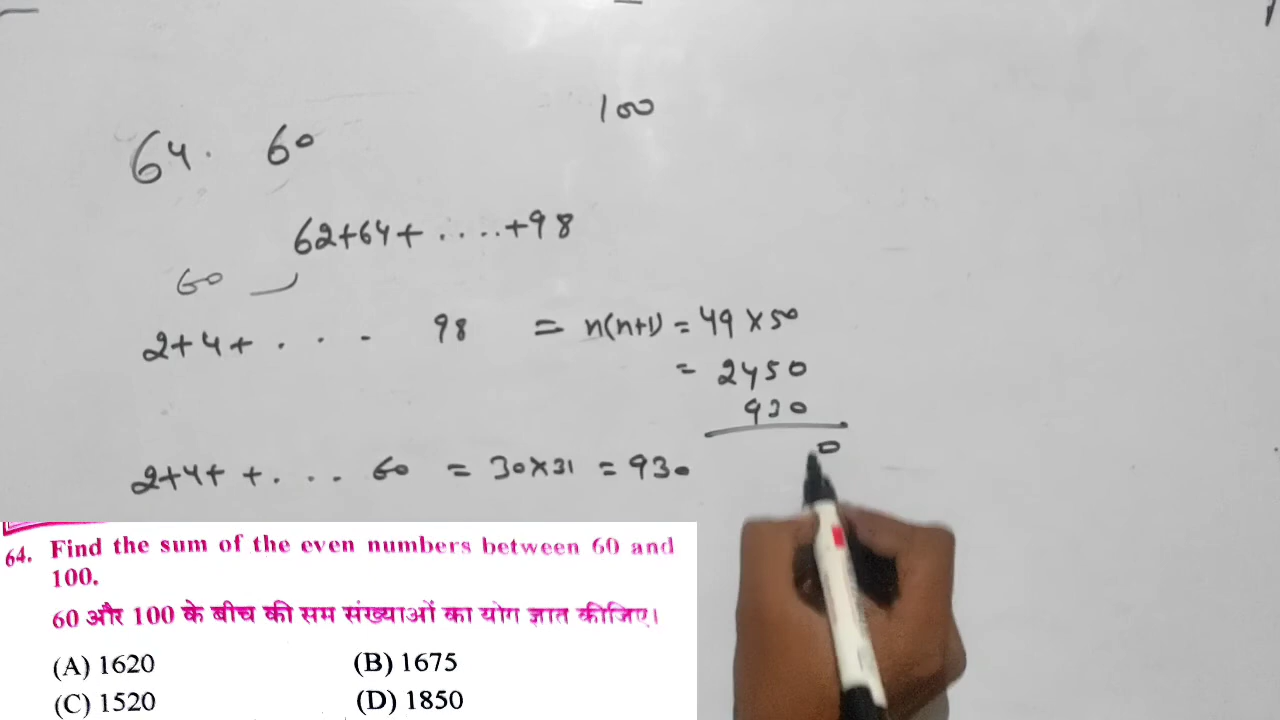 100
64. 60
62+64+ .....+98
60
2+4+ . . . 98 = n(n+1) = 49 × 50
= 2450
930
0
2+4+ +. ... 60 = 30×31 = 930
64. Find the sum of the even numbers between 60 and
100.
60 और 100 के बीच की सम संख्याओं का योग ज्ञात कीजिए।
(A) 1620 (B) 1675
(C) 1520 (D) 1850